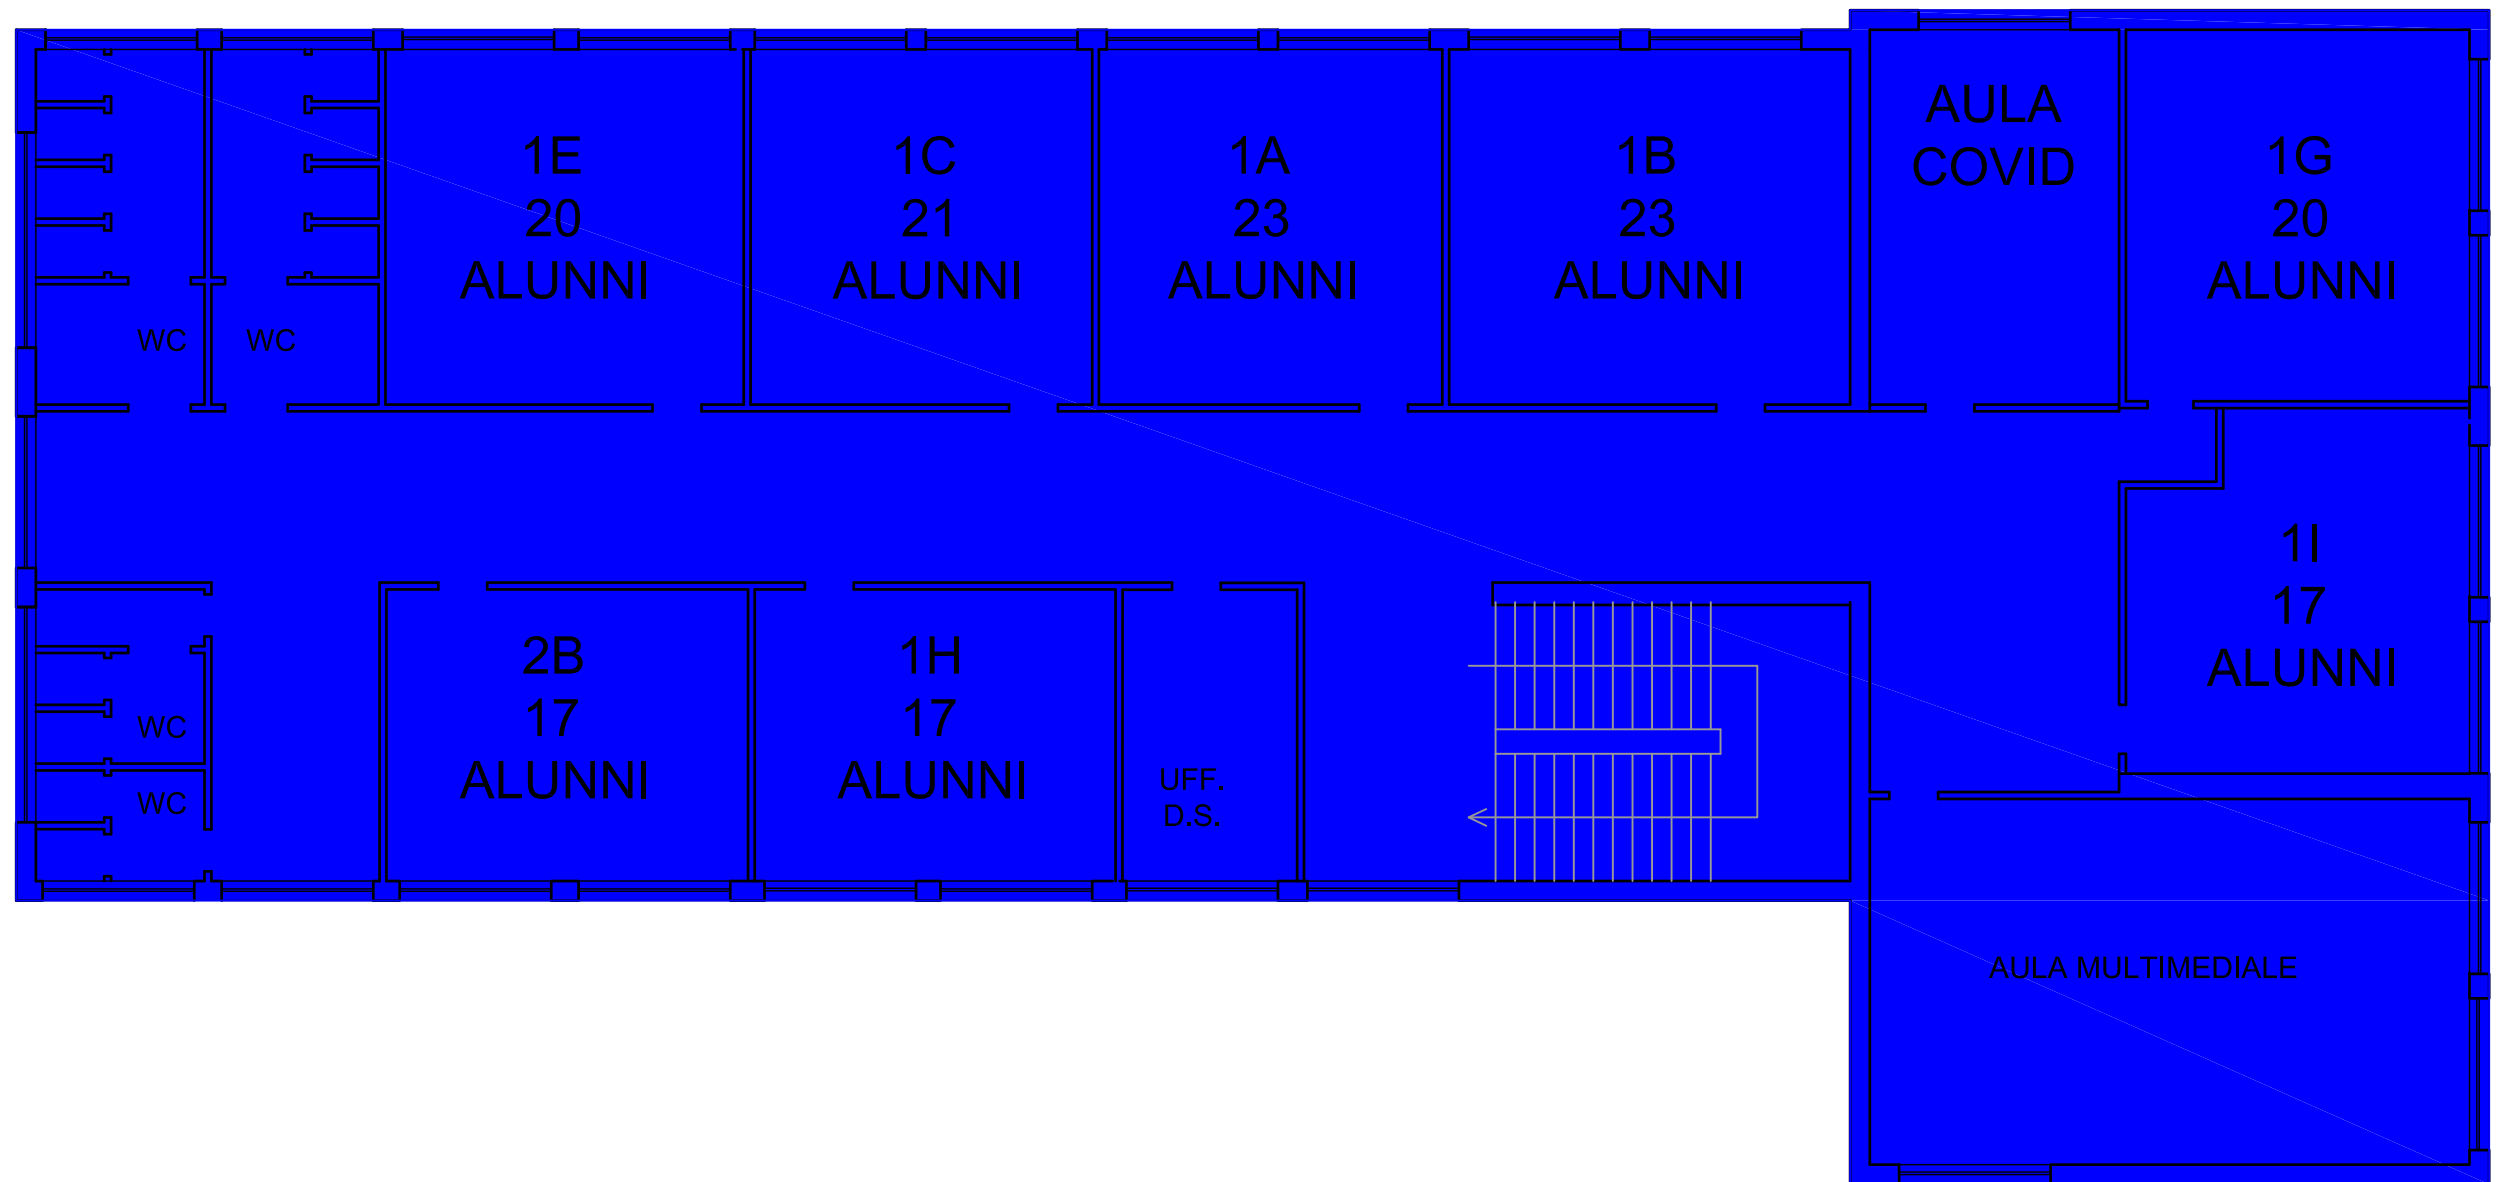 1E
20
ALUNNI
1C
21
ALUNNI
1A
23
ALUNNI
1B
23
ALUNNI
AULA
COVID
1G
20
ALUNNI
WC
WC
1I
17
ALUNNI
2B
17
ALUNNI
1H
17
ALUNNI
UFF.
D.S.
WC
WC
AULA MULTIMEDIALE